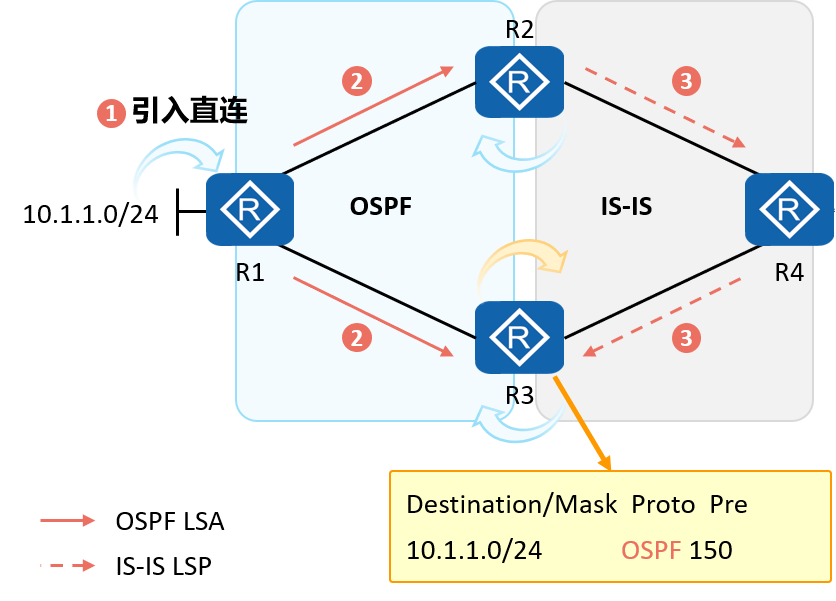 R2
2
3
1 引入直连
R
10.1.1.0/24
R
OSPF
IS-IS
R
R1
R4
2
R
3
R3
Destination/Mask Proto Pre
10.1.1.0/24 OSPF 150
OSPF LSA
IS-IS LSP